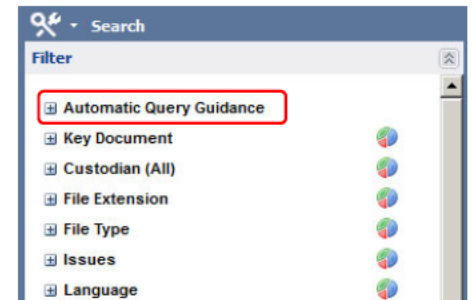 Search
Filter
Automatic Query Guidance
Key Document
Custodian (All)
File Extension
File Type
Issues
Language